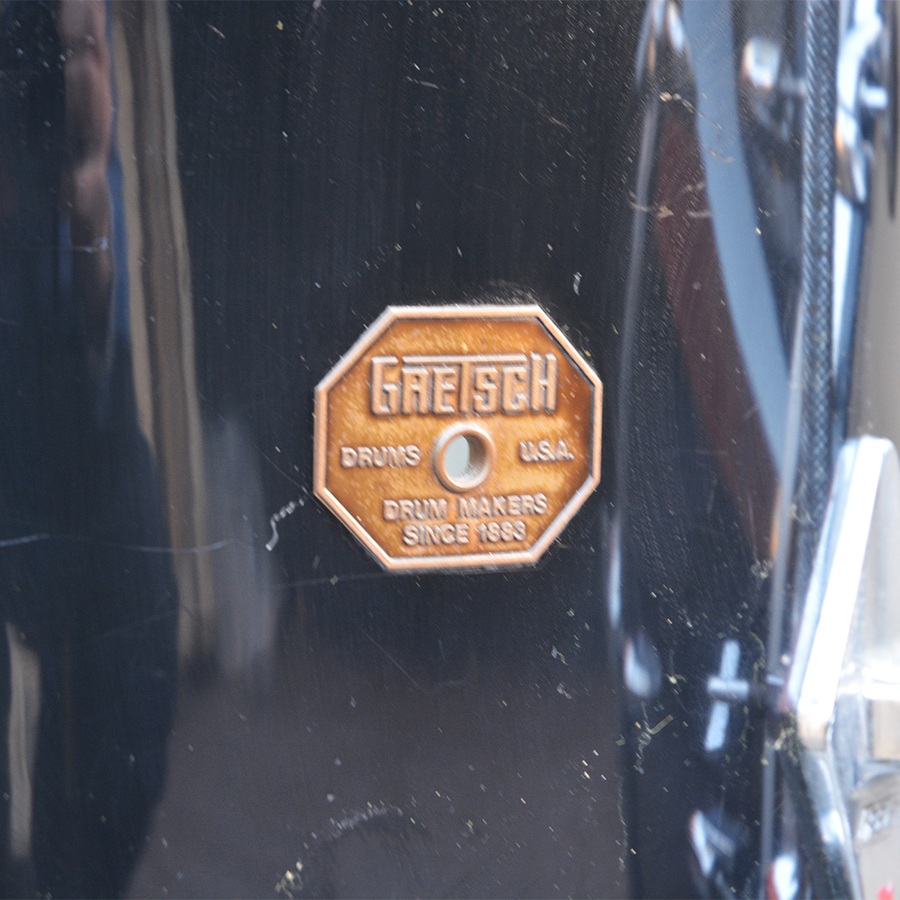 GRETSCH
DRUMS U.S.A.
DRUM MAKERS
SINCE 1883